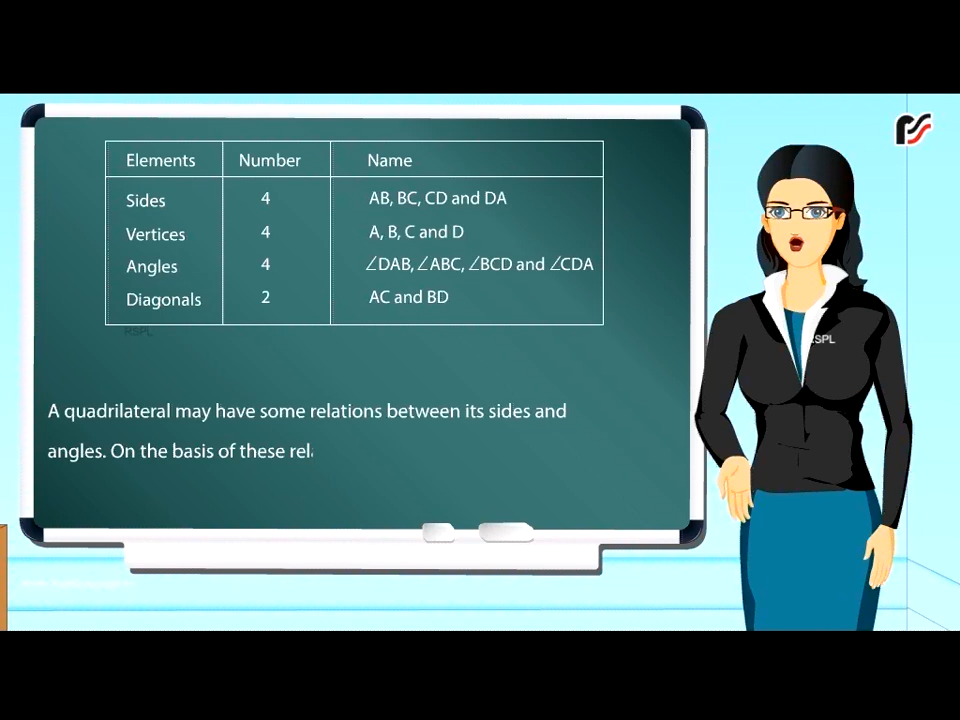 Elements Number Name
Sides 4 AB, BC, CD and DA
Vertices 4 A, B, C and D
Angles 4 ∠DAB, ∠ABC, ∠BCD and ∠CDA
Diagonals 2 AC and BD
RSPL
RSPL
A quadrilateral may have some relations between its sides and
angles. On the basis of these rel